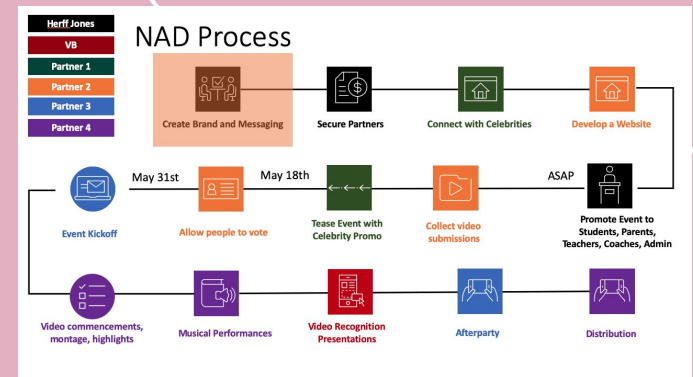 Herff Jones
VB
Partner 1
Partner 2
Partner 3
Partner 4
NAD Process
Create Brand and Messaging
Secure Partners
Connect with Celebrities
Develop a Website
May 31st
May 18th
ASAP
Event Kickoff
Allow people to vote
Tease Event with
Celebrity Promo
Collect video
submissions
Promote Event to
Students, Parents,
Teachers, Coaches, Admin
Video commencements,
montage, highlights
Musical Performances
Video Recognition
Presentations
Afterparty
Distribution